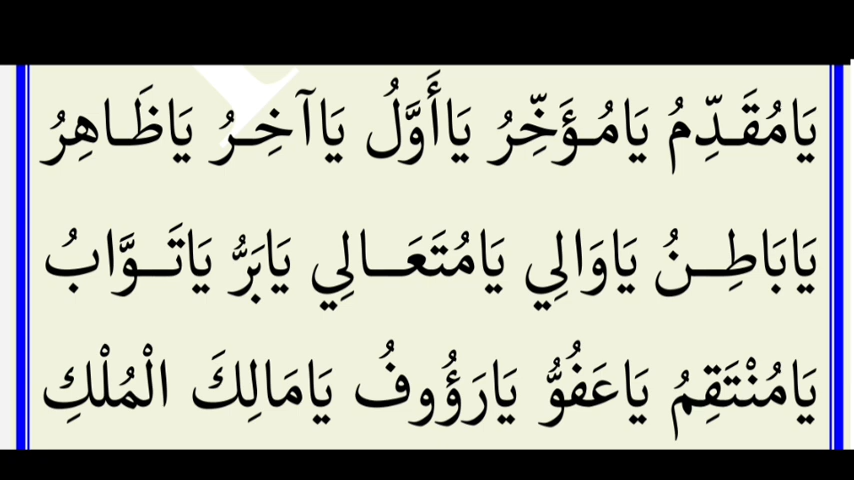 يَامُقَدِّمُ يَامُؤَخِّرُ يَاأَوَّلُ يَاآخِرُ يَاظَاهِرُ
يَابَاطِنُ يَاوَالِي يَامُتَعَالِي يَابَرُّ يَاتَوَّابُ
يَامُنْتَقِمُ يَاعَفُوُّ يَارَؤُوفُ يَامَالِكَ الْمُلْكِ